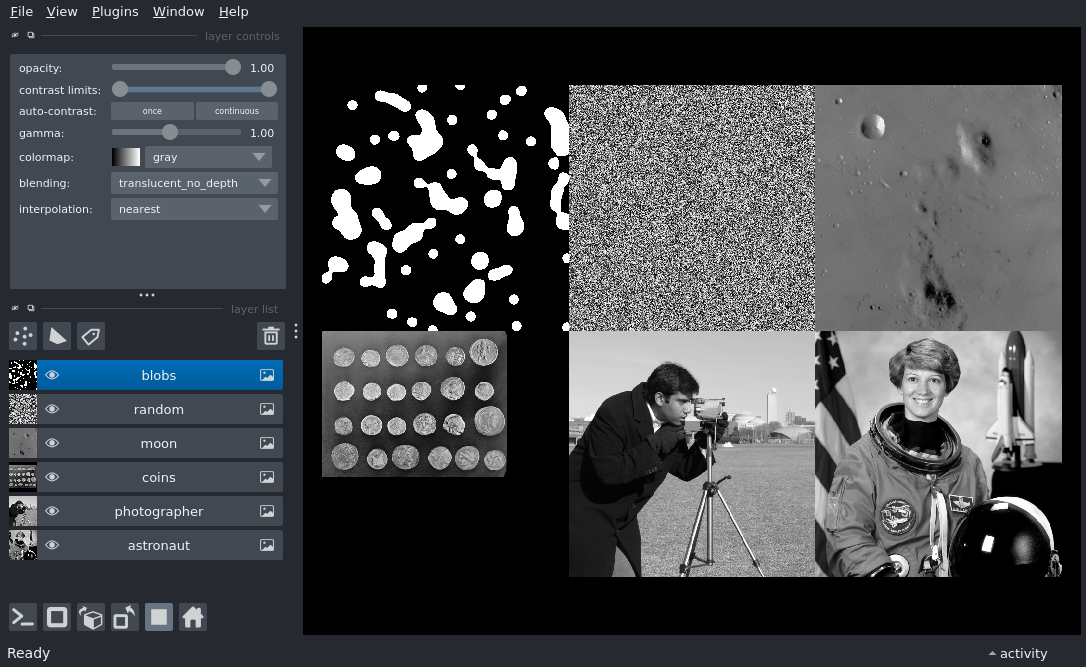 File View Plugins Window Help
layer controls
opacity: 1.00
contrast limits:
auto-contrast: once continuous
gamma: 1.00
colormap: gray
blending: translucent_no_depth
interpolation: nearest
layer list
blobs
random
moon
coins
photographer
astronaut
Ready activity